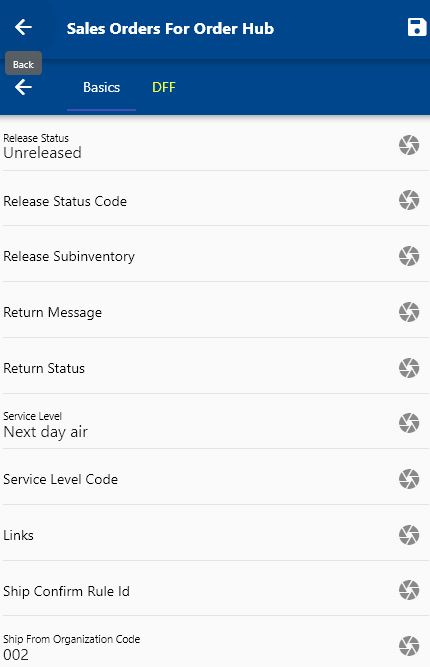 Sales Orders For Order Hub
Back
Basics DFF
Release Status
Unreleased
Release Status Code
Release Subinventory
Return Message
Return Status
Service Level
Next day air
Service Level Code
Links
Ship Confirm Rule Id
Ship From Organization Code
002